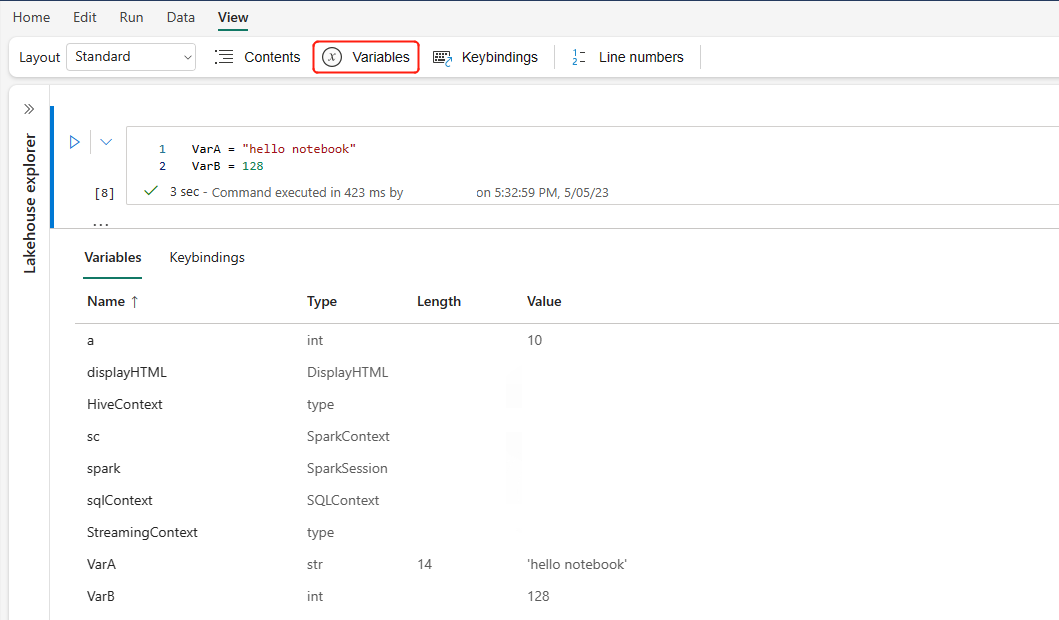 Home Edit Run Data View
Layout Standard Contents (x) Variables Keybindings Line numbers
Lakehouse explorer
1 VarA = "hello notebook"
2 VarB = 128
[8] 3 sec - Command executed in 423 ms by on 5:32:59 PM, 5/05/23
...
Variables Keybindings
Name ↑ Type Length Value
a int 10
displayHTML DisplayHTML
HiveContext type
sc SparkContext
spark SparkSession
sqlContext SQLContext
StreamingContext type
VarA str 14 'hello notebook'
VarB int 128